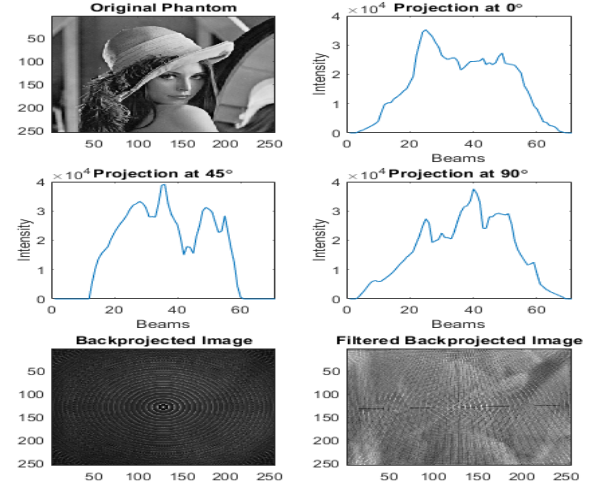 Original Phantom
50
100
150
200
250
50 100 150 200 250
×10⁴ Projection at 0°
4
3
2
1
0
Intensity
0 20 40 60
Beams
×10⁴ Projection at 45°
4
3
2
1
0
Intensity
0 20 40 60
Beams
×10⁴ Projection at 90°
4
3
2
1
0
Intensity
0 20 40 60
Beams
Backprojected Image
50
100
150
200
250
50 100 150 200 250
Filtered Backprojected Image
50
100
150
200
250
50 100 150 200 250